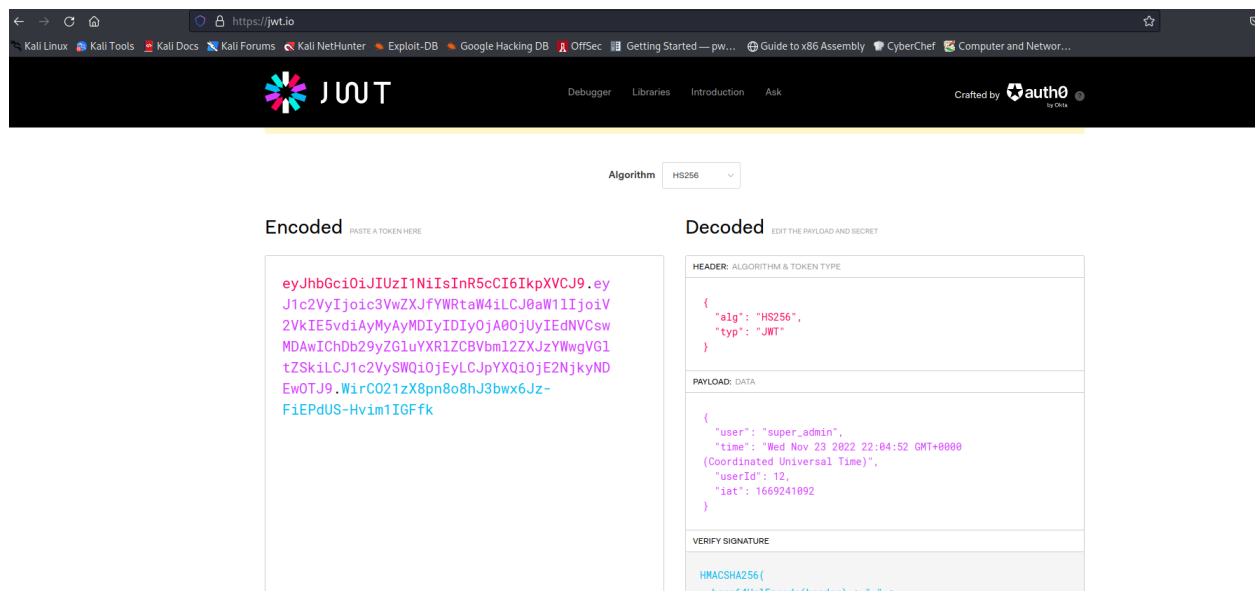 https://jwt.io
Kali Linux Kali Tools Kali Docs Kali Forums Kali NetHunter Exploit-DB Google Hacking DB OffSec Getting Started — pw... Guide to x86 Assembly CyberChef Computer and Networ...
JWT Debugger Libraries Introduction Ask Crafted by auth0
by Okta
Algorithm HS256
Encoded PASTE A TOKEN HERE
eyJhbGciOiJIUzI1NiIsInR5cCI6IkpXVCJ9.ey
J1c2VyIjoic3VwZXJfYWRtaW4iLCJ0aW1lIjoiV
2VkIE5vdiAyMyAyMDIyIDIyOjA0OjUyIEdNVCsw
MDAwIChDb29yZGluYXRlZCBVbml2ZXJzYWwgVGl
tZSkiLCJ1c2VySWQiOjEyLCJpYXQiOjE2NjkyND
EwOTJ9.WirCO21zX8pn8o8hJ3bwx6Jz-
FiEPdUS-Hvim1IGFfk
Decoded EDIT THE PAYLOAD AND SECRET
HEADER: ALGORITHM & TOKEN TYPE
{
"alg": "HS256",
"typ": "JWT"
}
PAYLOAD: DATA
{
"user": "super_admin",
"time": "Wed Nov 23 2022 22:04:52 GMT+0000
(Coordinated Universal Time)",
"userId": 12,
"iat": 1669241092
}
VERIFY SIGNATURE
HMACSHA256(